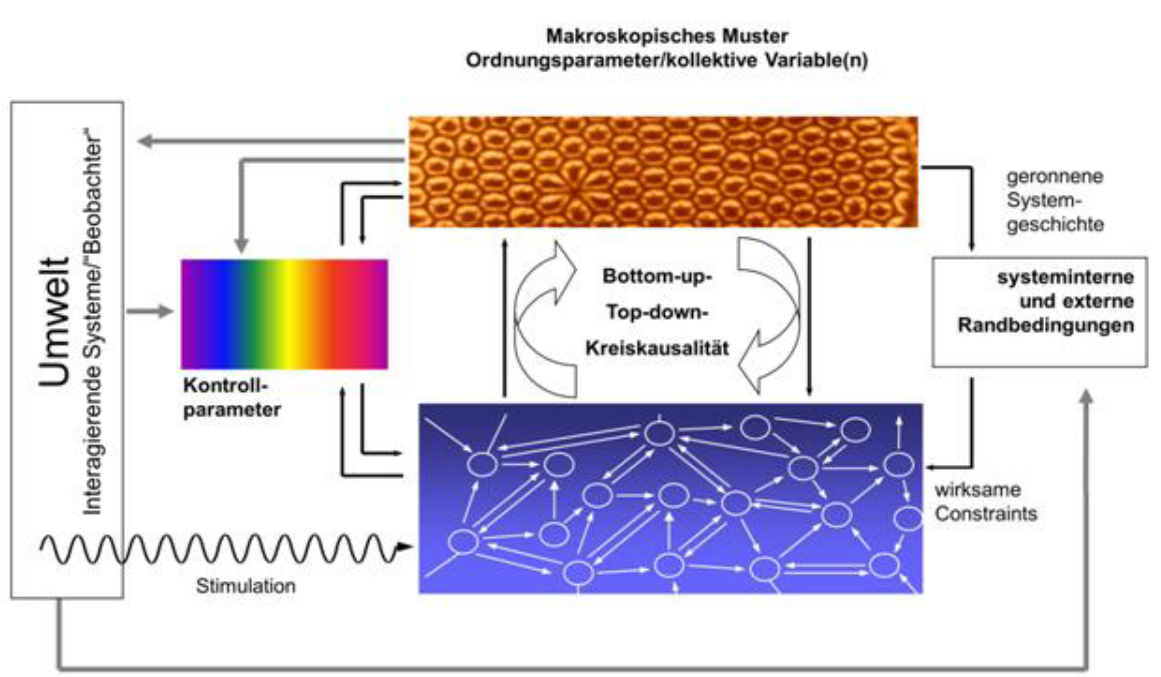 Makroskopisches Muster
Ordnungsparameter/kollektive Variable(n)
Umwelt
Interagierende Systeme/"Beobachter"
geronnene
System-
geschichte
systeminterne
und externe
Randbedingungen
Bottom-up-
Top-down-
Kreiskausalität
Kontroll-
parameter
wirksame
Constraints
Stimulation